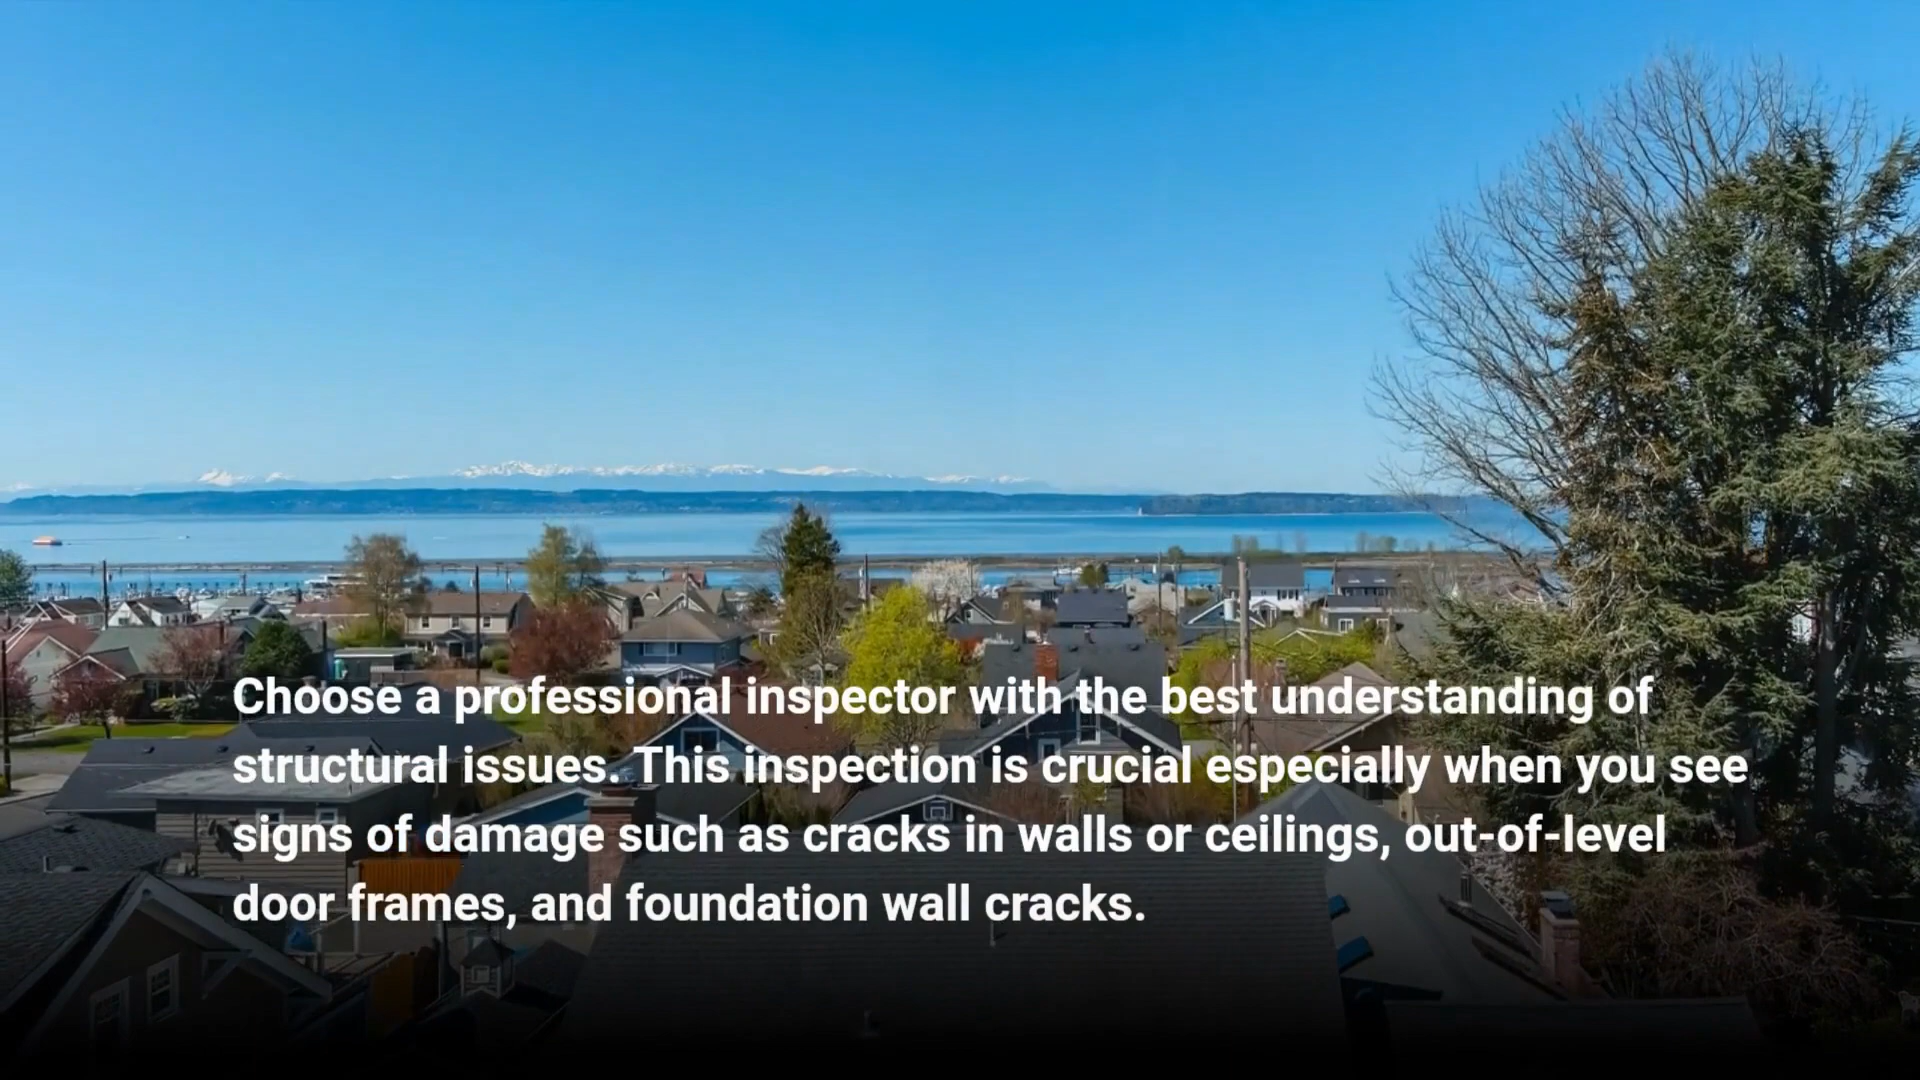 Choose a professional inspector with the best understanding of
structural issues. This inspection is crucial especially when you see
signs of damage such as cracks in walls or ceilings, out-of-level
door frames, and foundation wall cracks.